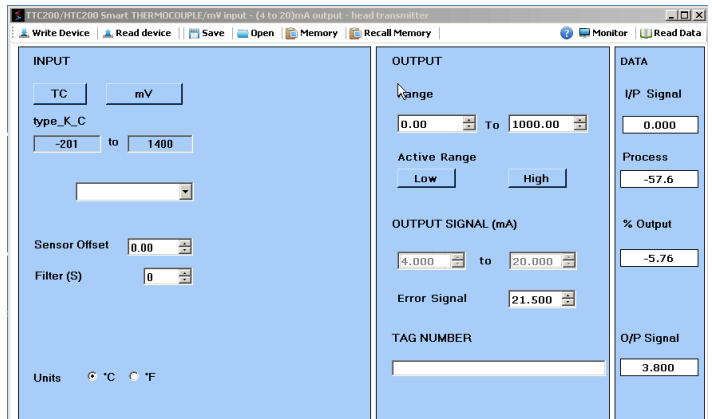 TTC200/HTC200 Smart THERMOCOUPLE/mV input - (4 to 20)mA output - head transmitter
Write Device Read device Save Open Memory Recall Memory Monitor Read Data
INPUT
TC mV
type_K_C
-201 to 1400
Sensor Offset 0.00
Filter (S) 0
Units °C °F
OUTPUT
Range
0.00 To 1000.00
Active Range
Low High
OUTPUT SIGNAL (mA)
4.000 to 20.000
Error Signal 21.500
TAG NUMBER
DATA
I/P Signal
0.000
Process
-57.6
% Output
-5.76
O/P Signal
3.800